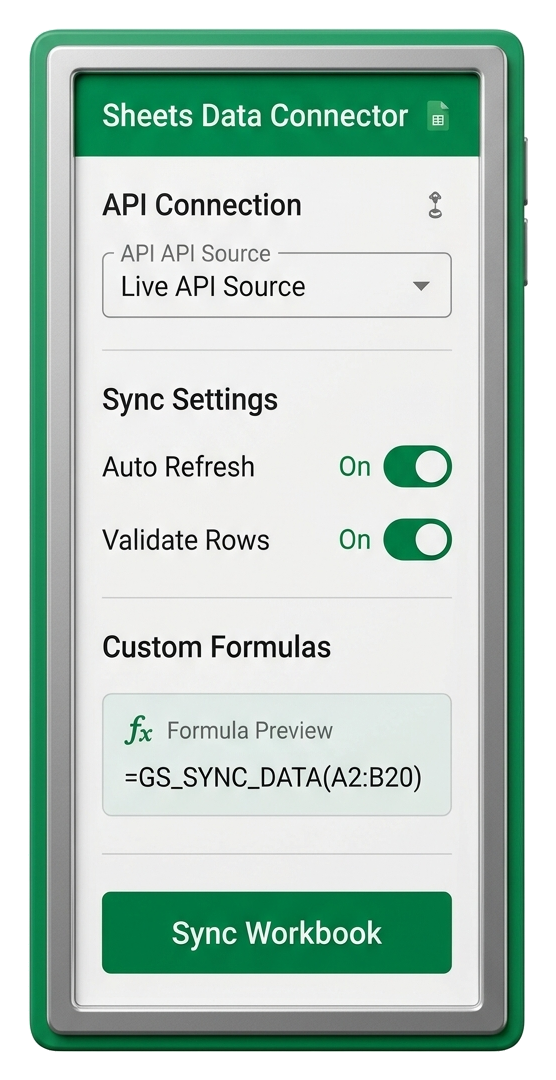 Sheets Data Connector
API Connection
API API Source
Live API Source
Sync Settings
Auto Refresh On
Validate Rows On
Custom Formulas
fx Formula Preview
=GS_SYNC_DATA(A2:B20)
Sync Workbook